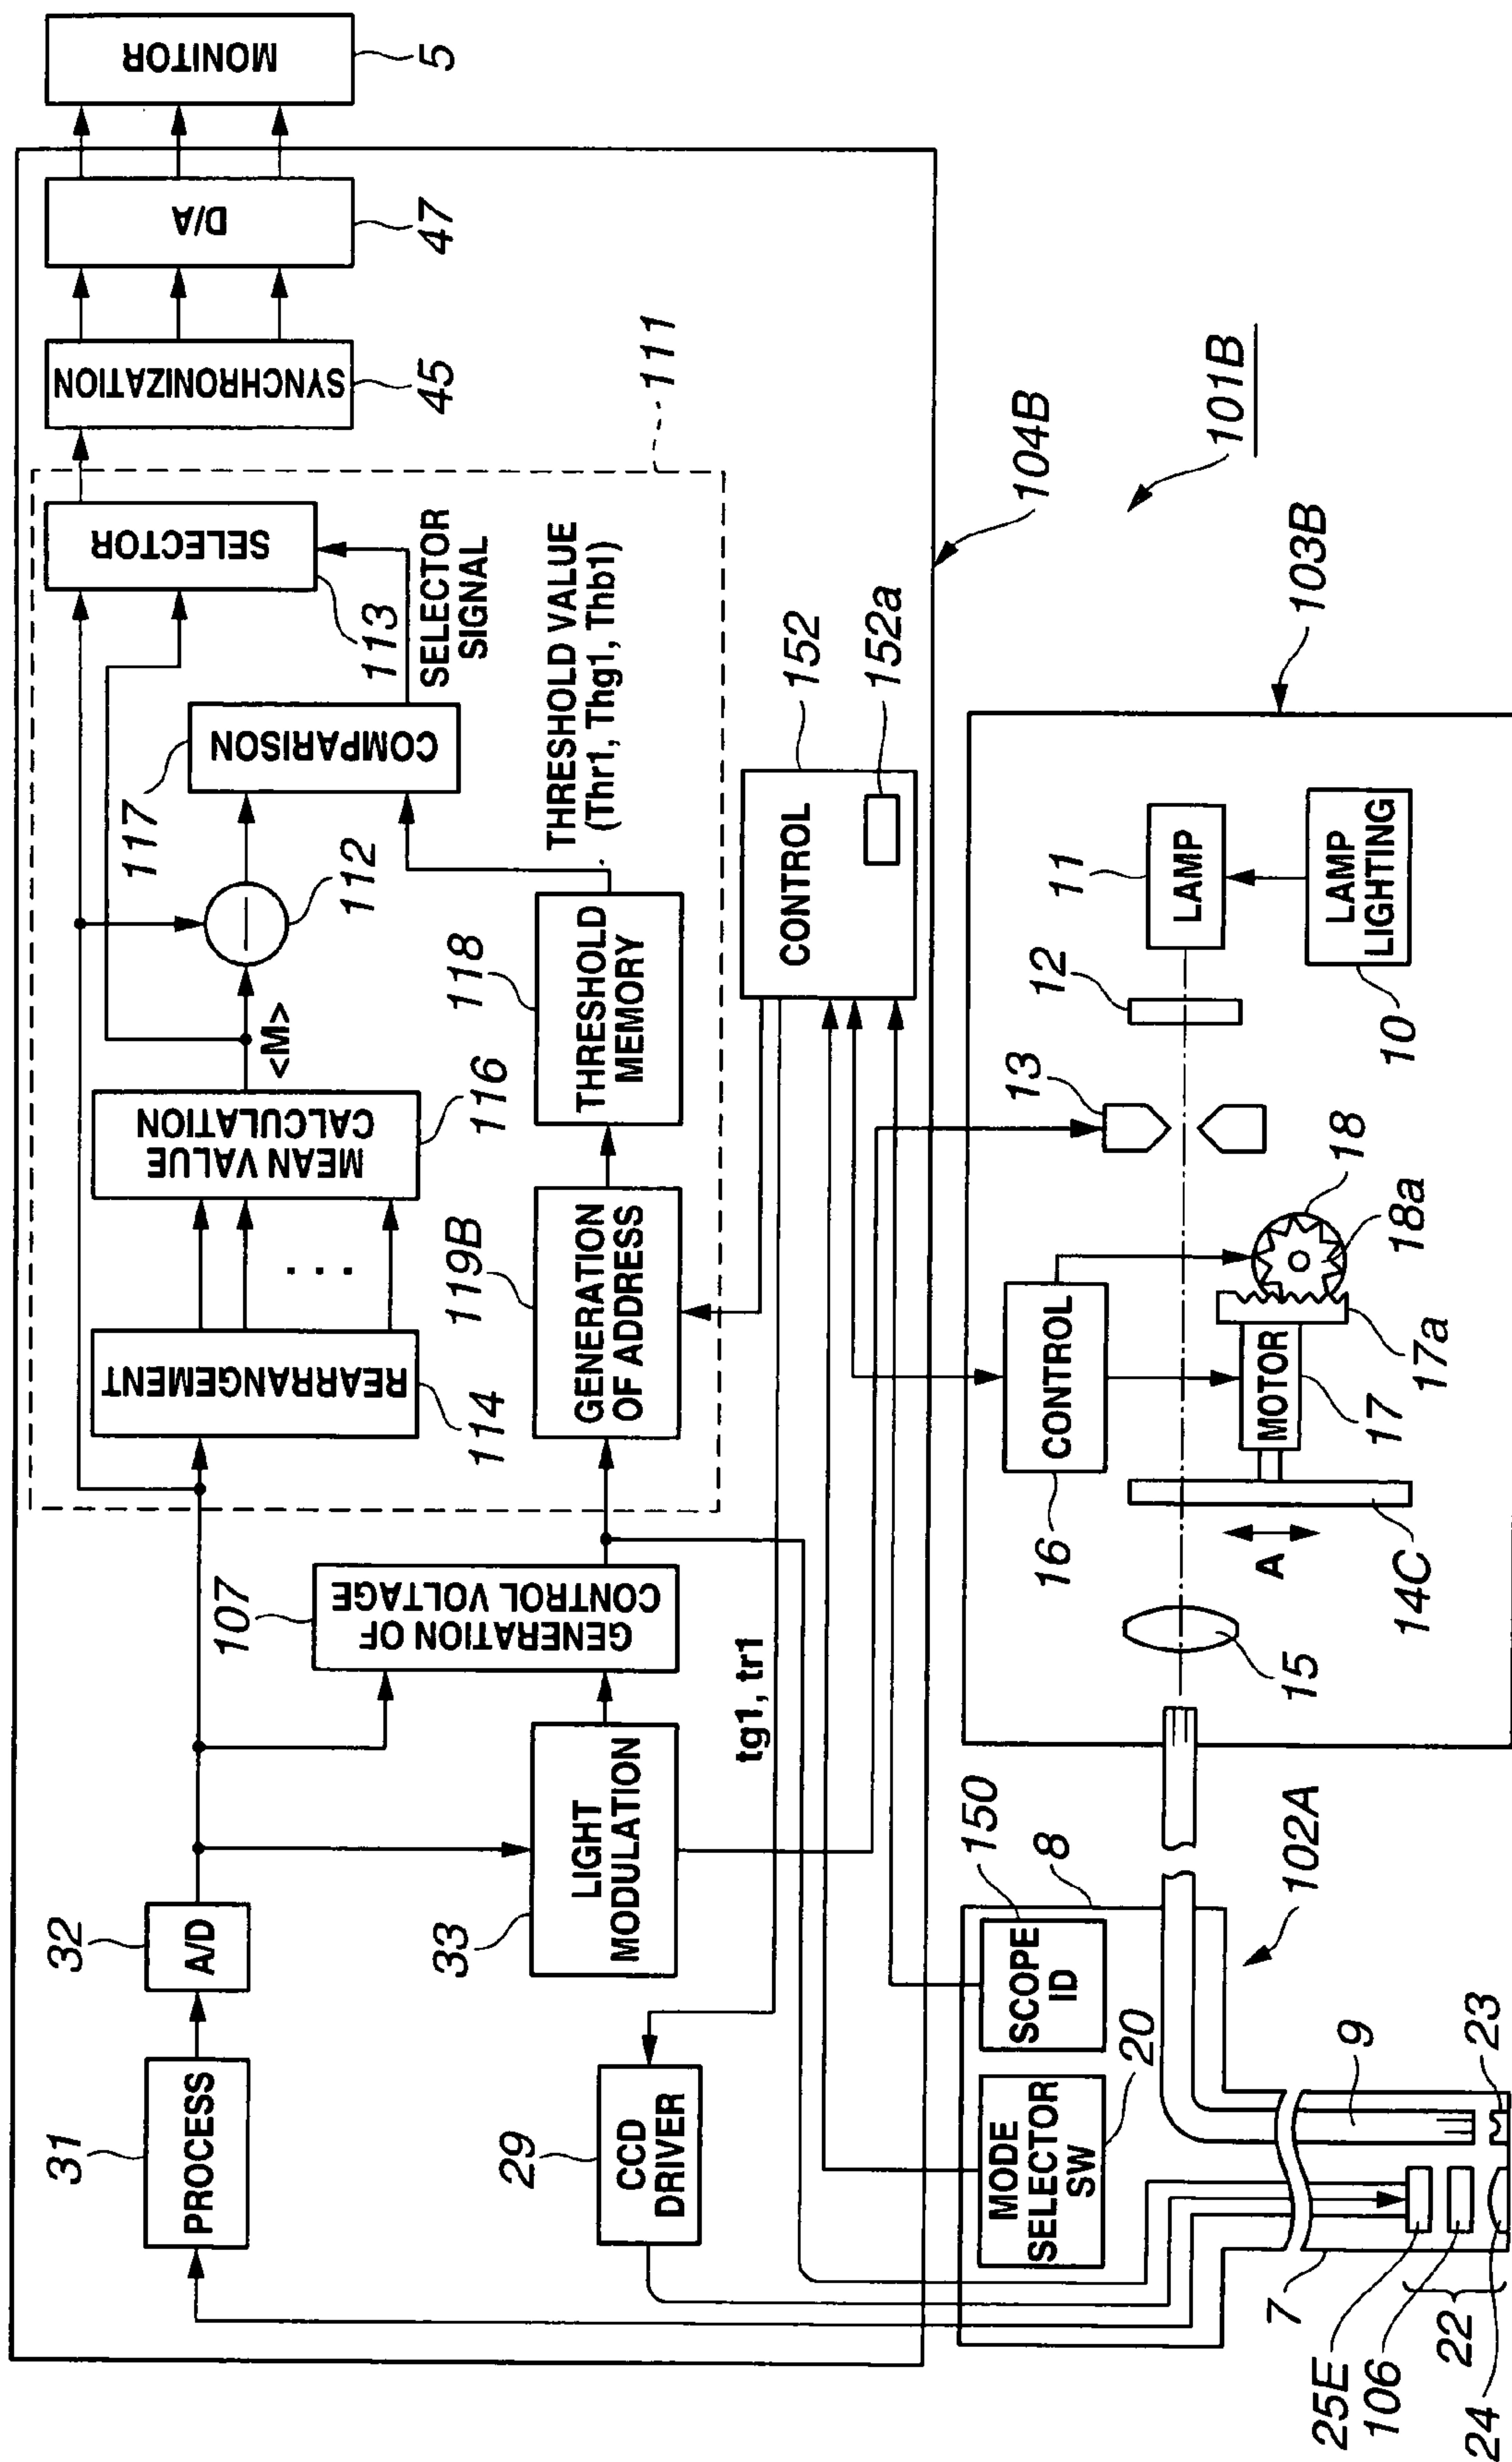 MONITOR
5
D/A
47
SYNCHRONIZATION
45
111
SELECTOR
113
SELECTOR
SIGNAL
COMPARISON
117
112
<M>
MEAN VALUE
CALCULATION
116
REARRANGEMENT
114
. . .
THRESHOLD VALUE
(Thr1, Thg1, Thb1)
118
THRESHOLD
MEMORY
119B
GENERATION
OF ADDRESS
107
GENERATION OF
CONTROL VOLTAGE
32
A/D
31
PROCESS
33
LIGHT
MODULATION
29
CCD
DRIVER
tg1, tr1
CONTROL
152
152a
104B
101B
103B
11
LAMP
LAMP
LIGHTING
10
12
13
18
18a
17a
MOTOR
17
CONTROL
16
A
14C
15
102A
8
150
SCOPE
ID
20
MODE
SELECTOR
SW
9
23
7
25E
106
22
24